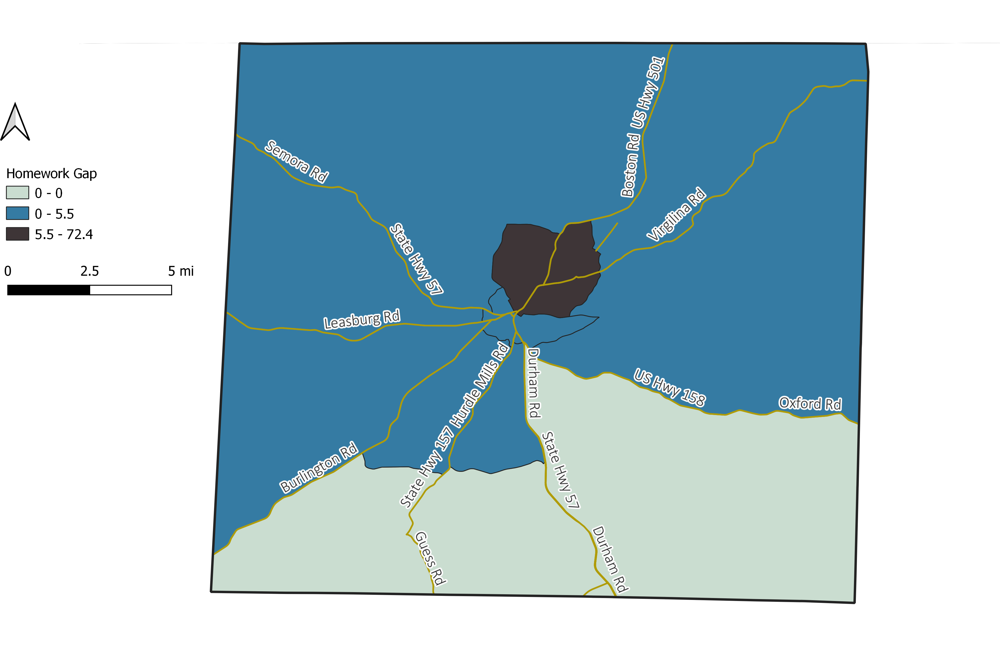 Homework Gap
0 - 0
0 - 5.5
5.5 - 72.4
0 2.5 5 mi
Boston Rd US Hwy 501
Semora Rd
Virgilina Rd
State Hwy 57
Leasburg Rd
State Hwy 157 Hurdle Mills Rd
Durham Rd
US Hwy 158
Oxford Rd
Burlington Rd
State Hwy 57
Guess Rd
Durham Rd